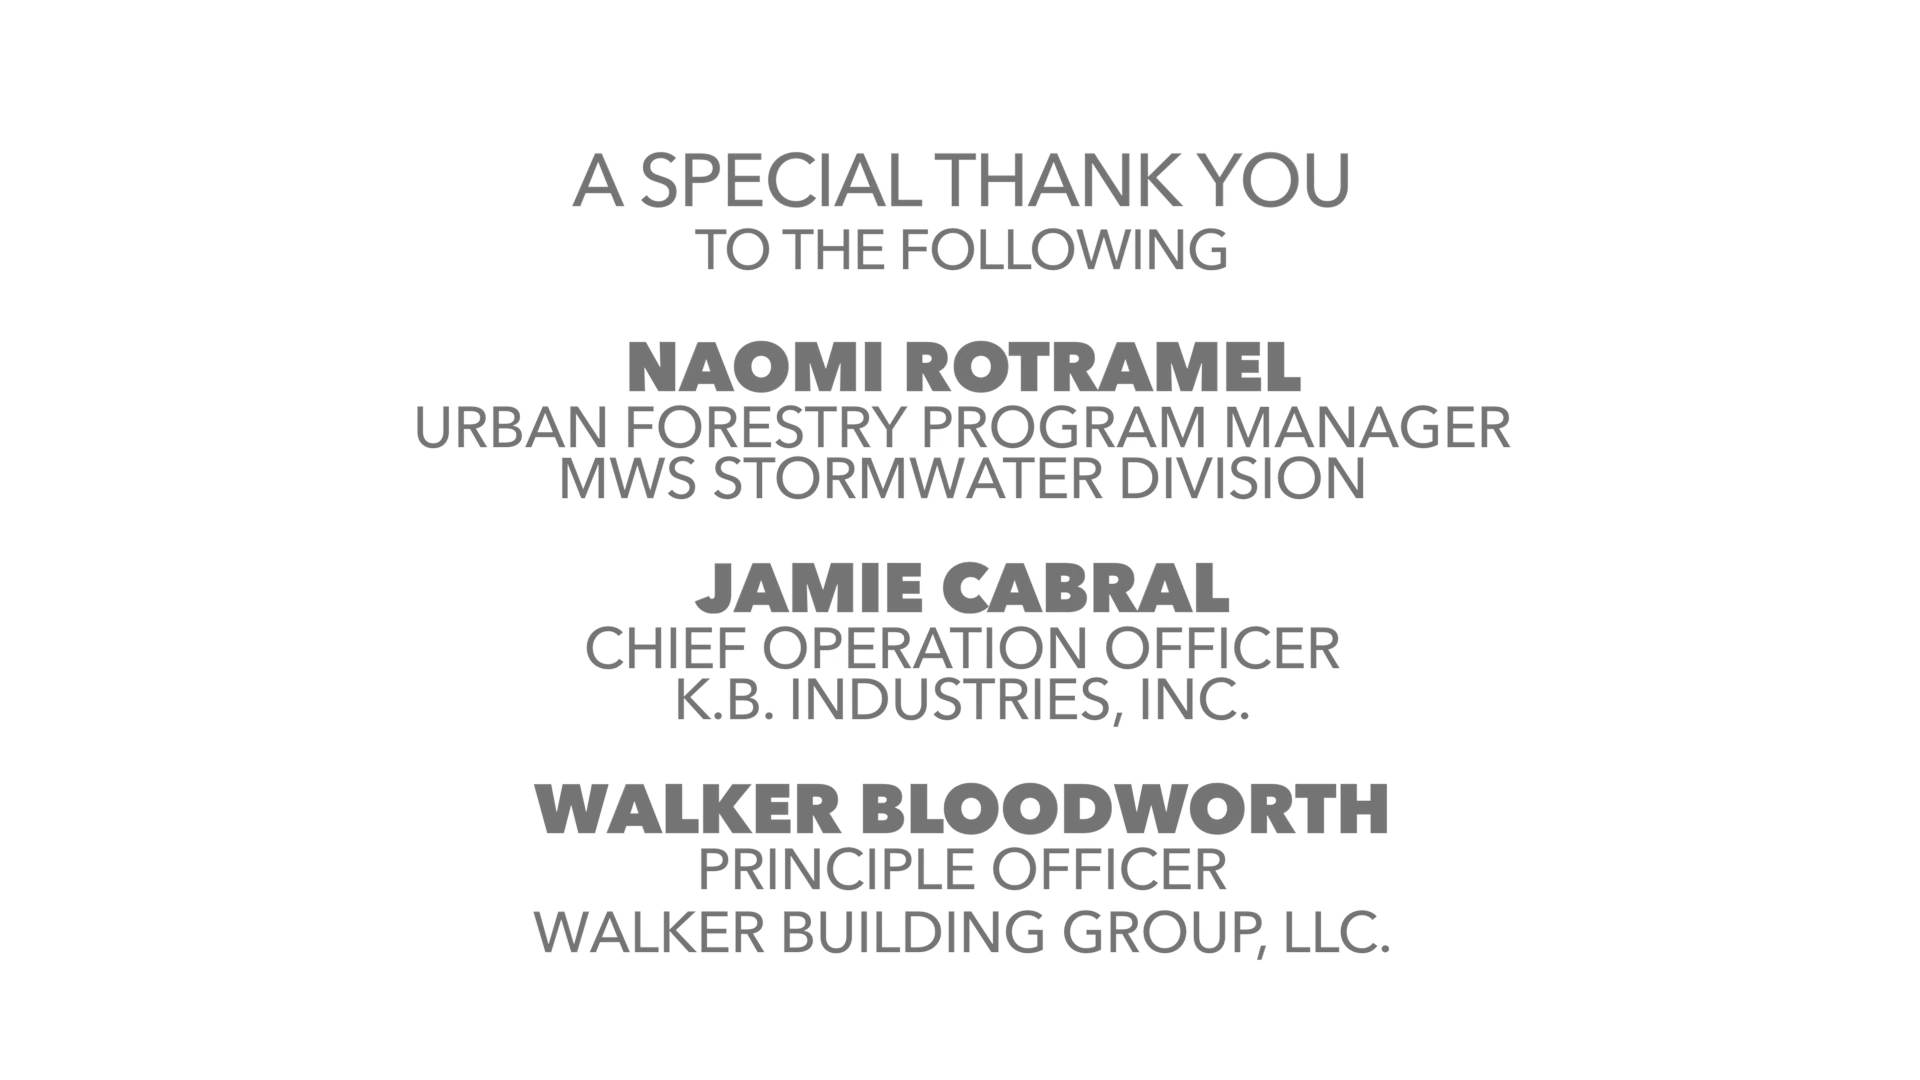 A SPECIAL THANK YOU
TO THE FOLLOWING
NAOMI ROTRAMEL
URBAN FORESTRY PROGRAM MANAGER
MWS STORMWATER DIVISION
JAMIE CABRAL
CHIEF OPERATION OFFICER
K.B. INDUSTRIES, INC.
WALKER BLOODWORTH
PRINCIPLE OFFICER
WALKER BUILDING GROUP, LLC.